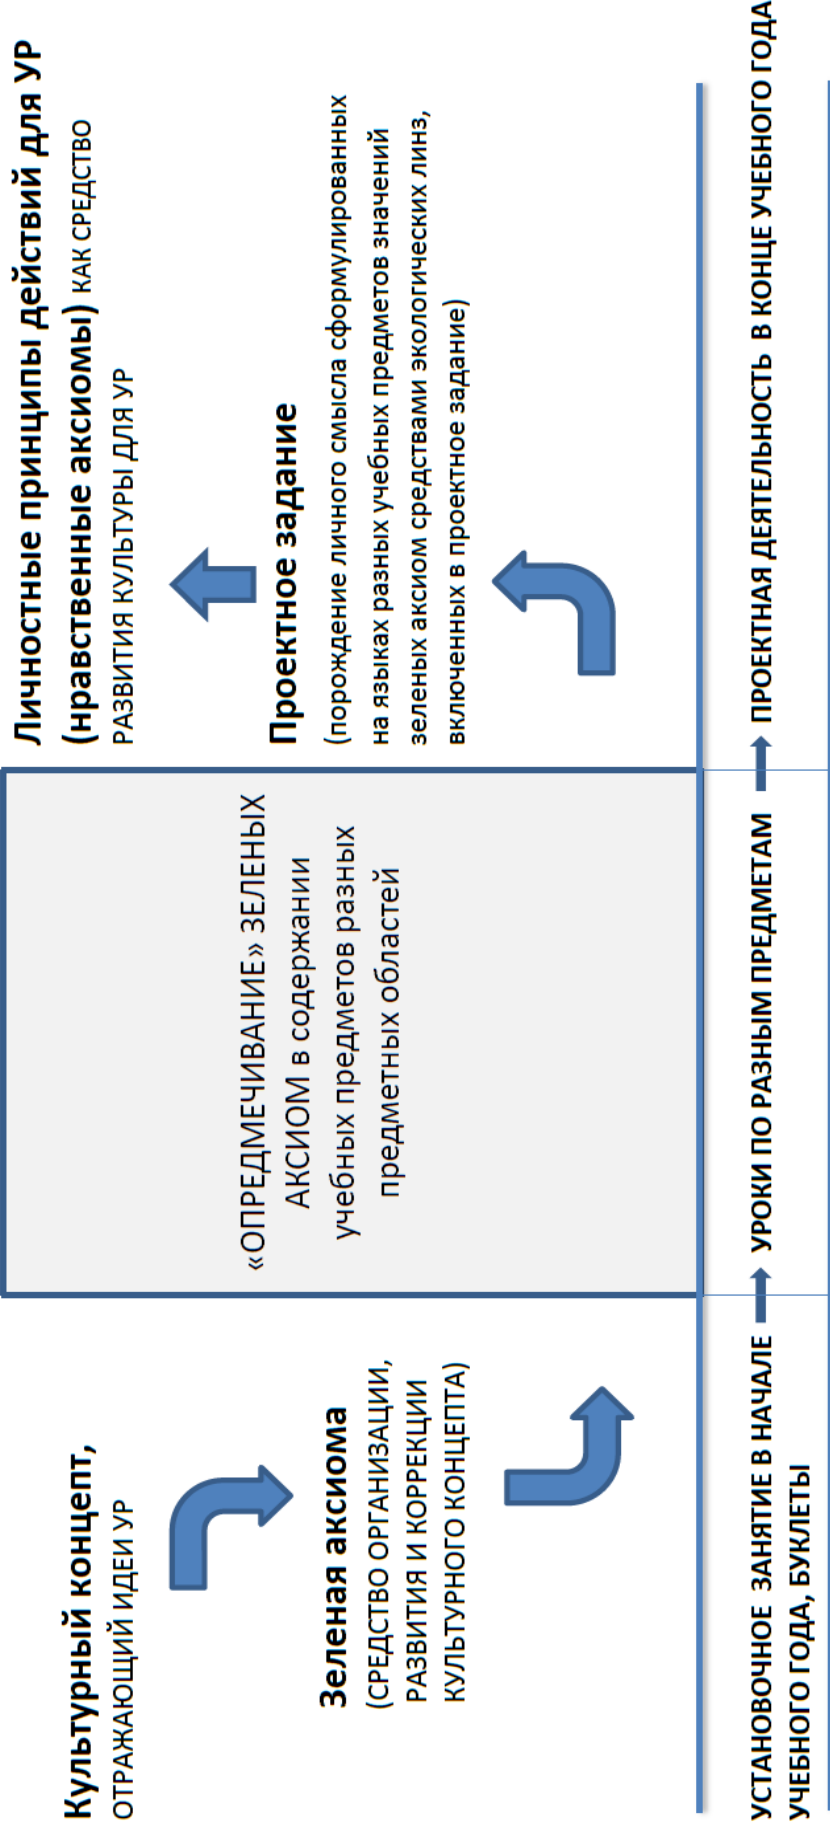 Культурный концепт,
ОТРАЖАЮЩИЙ ИДЕИ УР
Зеленая аксиома
(СРЕДСТВО ОРГАНИЗАЦИИ,
РАЗВИТИЯ И КОРРЕКЦИИ
КУЛЬТУРНОГО КОНЦЕПТА)
«ОПРЕДМЕЧИВАНИЕ» ЗЕЛЕНЫХ
АКСИОМ в содержании
учебных предметов разных
предметных областей
Личностные принципы действий для УР
(нравственные аксиомы) КАК СРЕДСТВО
РАЗВИТИЯ КУЛЬТУРЫ ДЛЯ УР
Проектное задание
(порождение личного смысла сформулированных
на языках разных учебных предметов значений
зеленых аксиом средствами экологических линз,
включенных в проектное задание)
УСТАНОВОЧНОЕ ЗАНЯТИЕ В НАЧАЛЕ
УЧЕБНОГО ГОДА, БУКЛЕТЫ
УРОКИ ПО РАЗНЫМ ПРЕДМЕТАМ
ПРОЕКТНАЯ ДЕЯТЕЛЬНОСТЬ В КОНЦЕ УЧЕБНОГО ГОДА